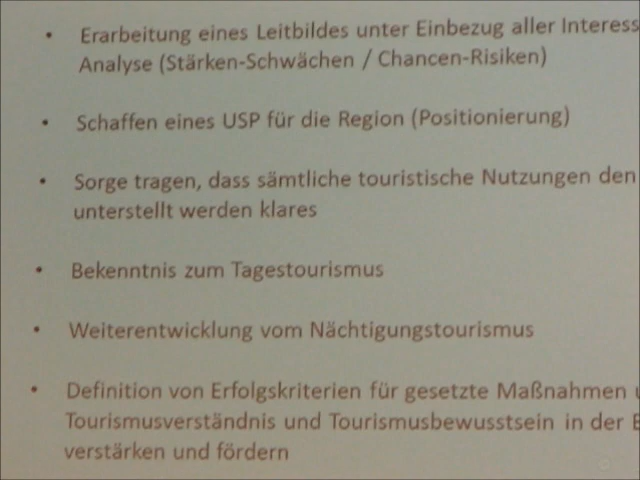 • Erarbeitung eines Leitbildes unter Einbezug aller
Analyse (Stärken-Schwächen / Chancen-Risiken)
• Schaffen eines USP für die Region (Positionierung)
• Sorge tragen, dass sämtliche touristische Nutzungen den
unterstellt werden klares
• Bekenntnis zum Tagestourismus
• Weiterentwicklung vom Nächtigungstourismus
• Definition von Erfolgskriterien für gesetzte Maßnahmen
Tourismusverständnis und Tourismusbewusstsein in der
verstärken und fördern